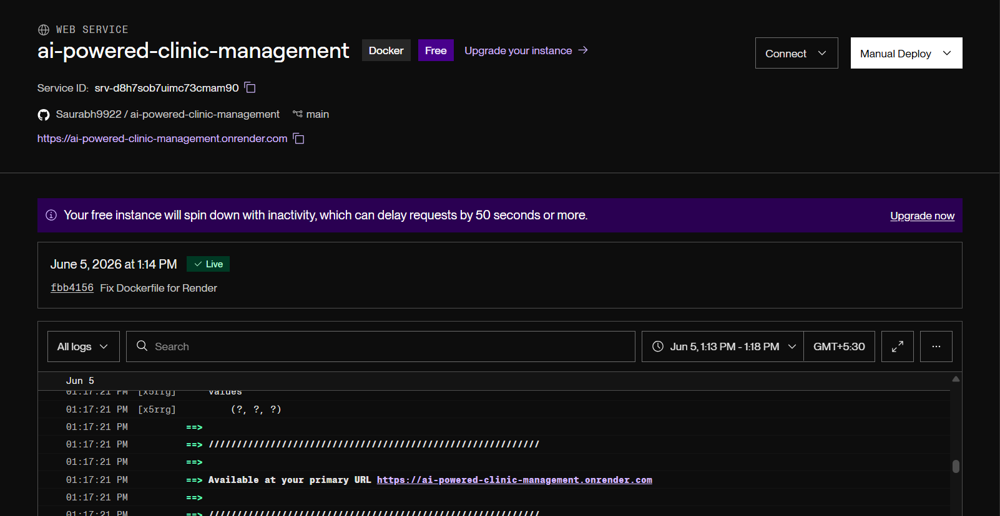 WEB SERVICE
ai-powered-clinic-management Docker Free Upgrade your instance →
Connect Manual Deploy
Service ID: srv-d8h7sob7uimc73cmam90
Saurabh9922 / ai-powered-clinic-management main
https://ai-powered-clinic-management.onrender.com
Your free instance will spin down with inactivity, which can delay requests by 50 seconds or more. Upgrade now
June 5, 2026 at 1:14 PM ✓ Live
fbb4156 Fix Dockerfile for Render
All logs Search Jun 5, 1:13 PM - 1:18 PM GMT+5:30 ...
Jun 5
01:17:21 PM [x5rrg] values
01:17:21 PM [x5rrg] (?, ?, ?)
01:17:21 PM ==>
01:17:21 PM ==> ///////////////////////////////////////////////////////////
01:17:21 PM ==>
01:17:21 PM ==> Available at your primary URL https://ai-powered-clinic-management.onrender.com
01:17:21 PM ==>
01:17:21 PM ==> ///////////////////////////////////////////////////////////